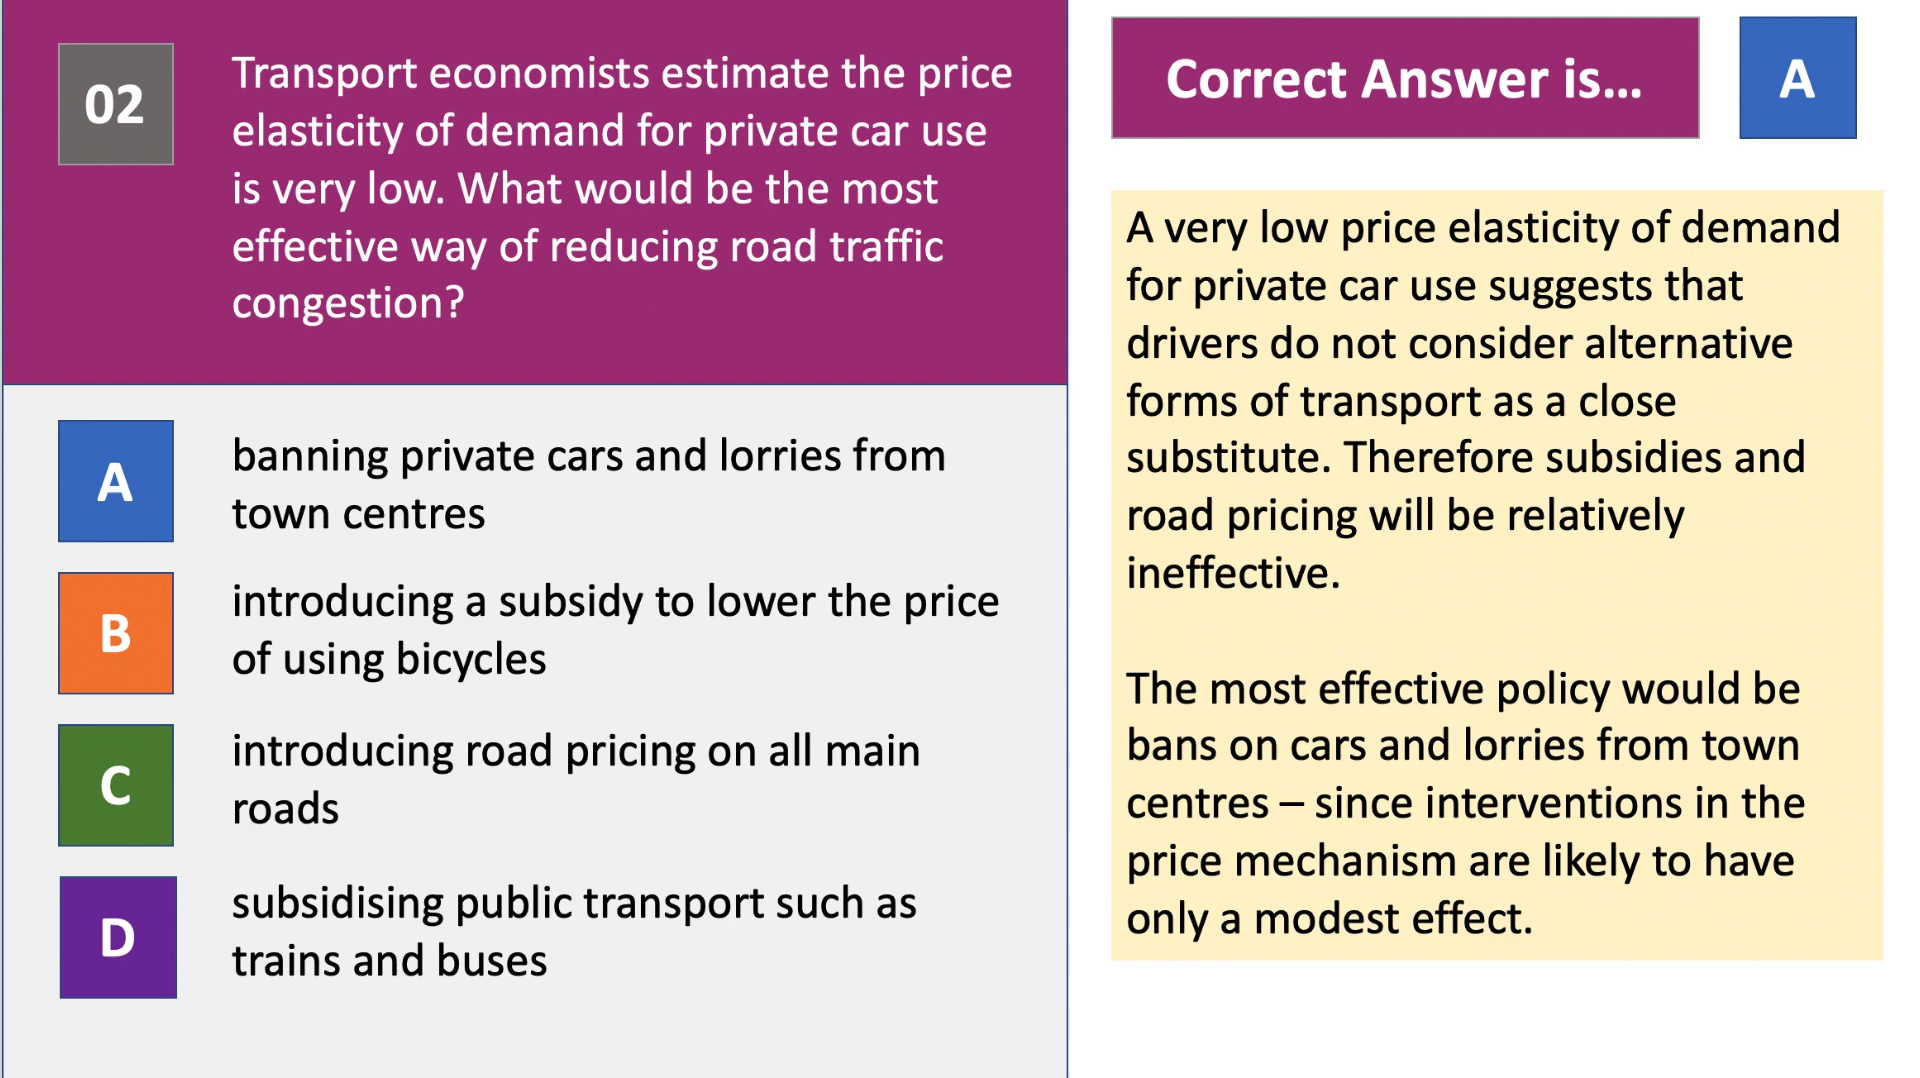 02
Transport economists estimate the price
elasticity of demand for private car use
is very low. What would be the most
effective way of reducing road traffic
congestion?
A
banning private cars and lorries from
town centres
B
introducing a subsidy to lower the price
of using bicycles
C
introducing road pricing on all main
roads
D
subsidising public transport such as
trains and buses
Correct Answer is...
A
A very low price elasticity of demand
for private car use suggests that
drivers do not consider alternative
forms of transport as a close
substitute. Therefore subsidies and
road pricing will be relatively
ineffective.
The most effective policy would be
bans on cars and lorries from town
centres – since interventions in the
price mechanism are likely to have
only a modest effect.